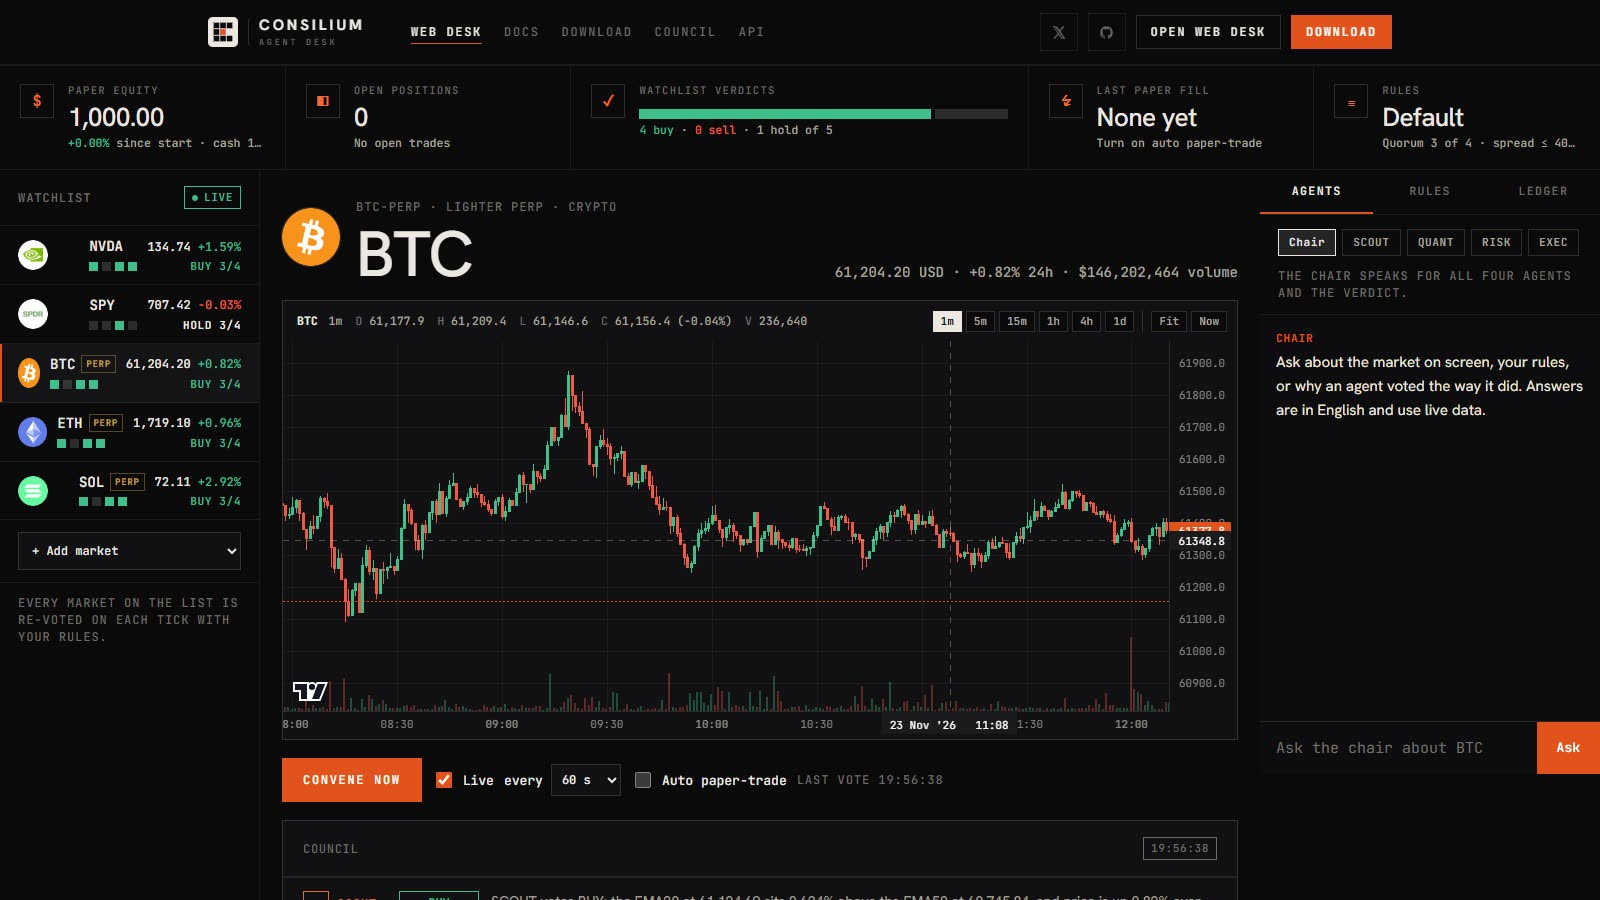 CONSILIUM
AGENT DESK
WEB DESK DOCS DOWNLOAD COUNCIL API
OPEN WEB DESK DOWNLOAD
$ PAPER EQUITY
1,000.00
+0.00% since start · cash 1…
OPEN POSITIONS
0
No open trades
WATCHLIST VERDICTS
4 buy · 0 sell · 1 hold of 5
LAST PAPER FILL
None yet
Turn on auto paper-trade
RULES
Default
Quorum 3 of 4 · spread ≤ 40…
WATCHLIST LIVE
NVDA 134.74 +1.59%
BUY 3/4
SPDR
SPY 707.42 -0.03%
HOLD 3/4
BTC PERP 61,204.20 +0.82%
BUY 3/4
ETH PERP 1,719.10 +0.96%
BUY 3/4
SOL PERP 72.11 +2.92%
BUY 3/4
+ Add market
EVERY MARKET ON THE LIST IS
RE-VOTED ON EACH TICK WITH
YOUR RULES.
BTC-PERP · LIGHTER PERP · CRYPTO
BTC
61,204.20 USD · +0.82% 24h · $146,202,464 volume
BTC 1m O 61,177.9 H 61,209.4 L 61,146.6 C 61,156.4 (-0.04%) V 236,640
1m 5m 15m 1h 4h 1d Fit Now
61900.0
61800.0
61700.0
61600.0
61500.0
61348.8
61300.0
61200.0
61100.0
61000.0
60900.0
8:00 08:30 09:00 09:30 10:00 10:30 23 Nov '26 11:08 1:30 12:00
CONVENE NOW Live every 60 s Auto paper-trade LAST VOTE 19:56:38
COUNCIL 19:56:38
AGENTS RULES LEDGER
Chair SCOUT QUANT RISK EXEC
THE CHAIR SPEAKS FOR ALL FOUR AGENTS
AND THE VERDICT.
CHAIR
Ask about the market on screen, your rules,
or why an agent voted the way it did. Answers
are in English and use live data.
Ask the chair about BTC Ask